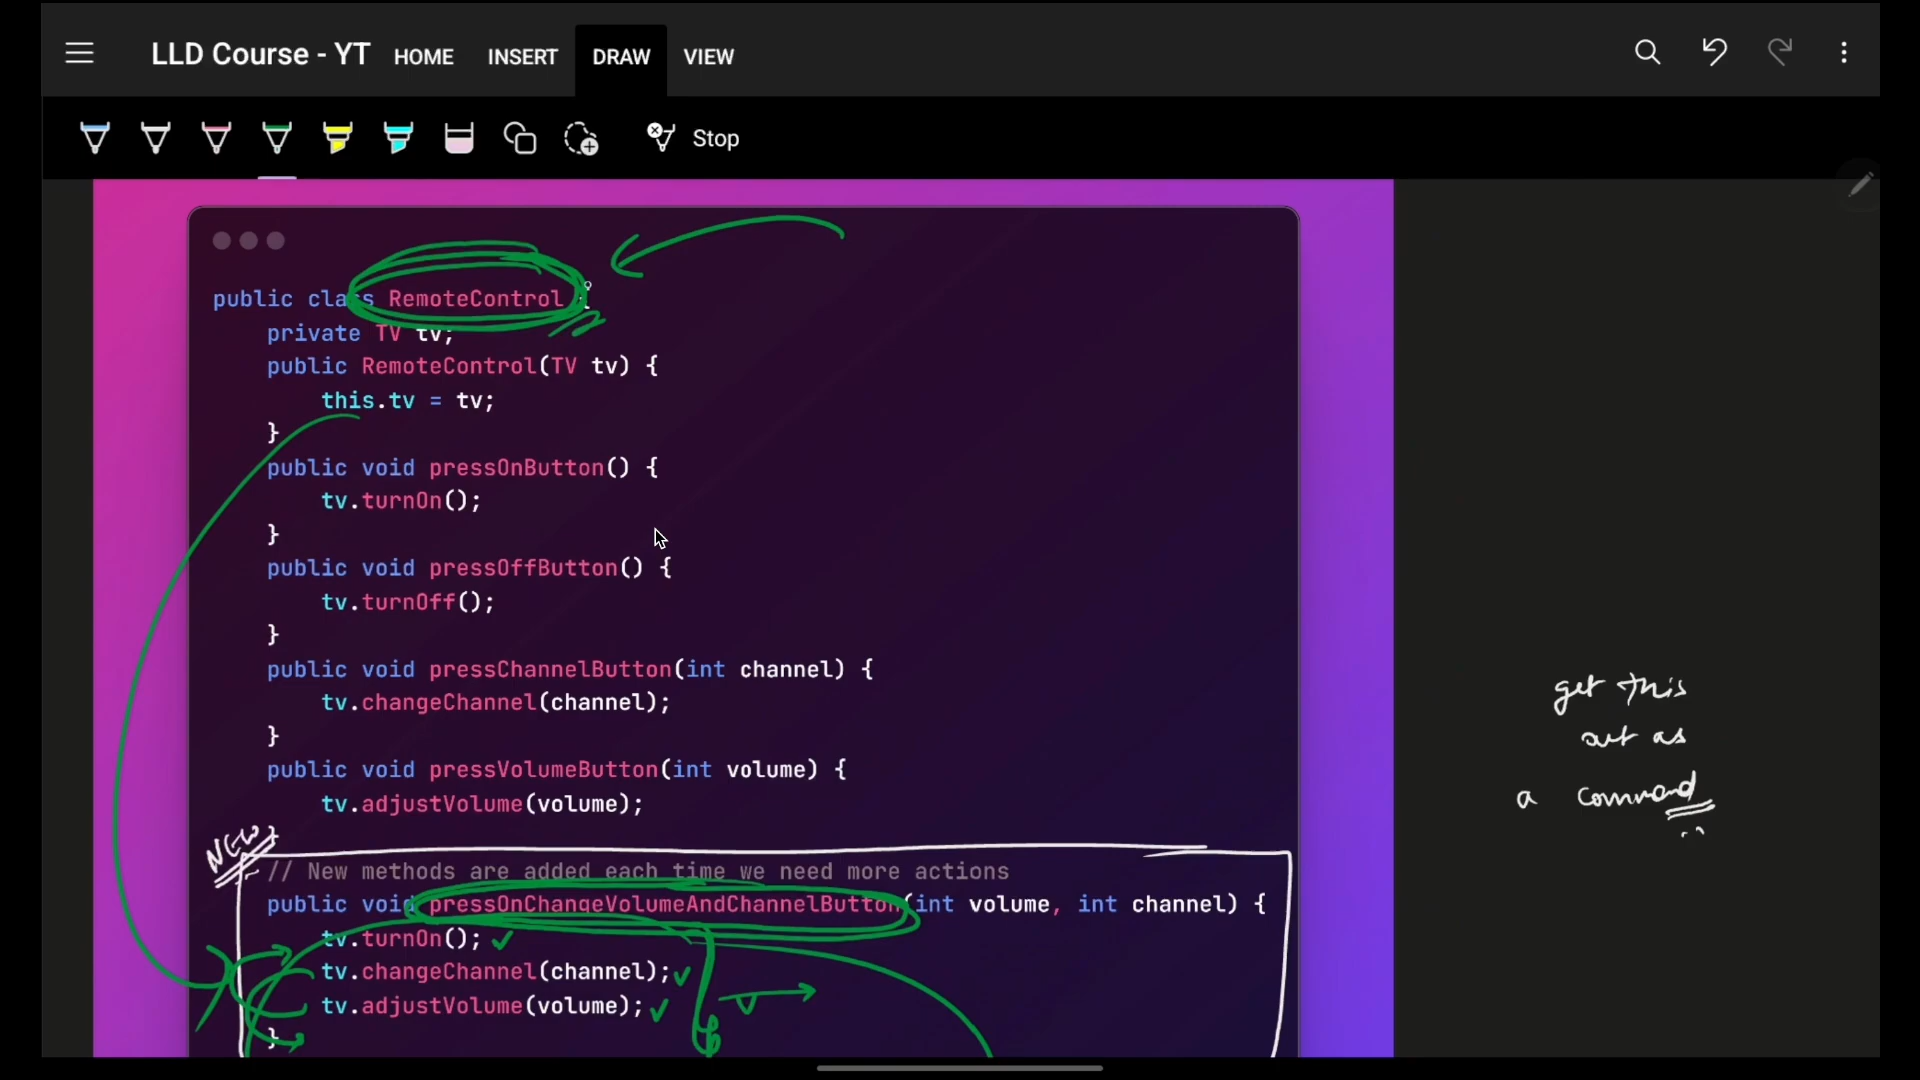 LLD Course - YT HOME INSERT DRAW VIEW
Stop
public class RemoteControl {
private TV tv;
public RemoteControl(TV tv) {
this.tv = tv;
}
public void pressOnButton() {
tv.turnOn();
}
public void pressOffButton() {
tv.turnOff();
}
public void pressChannelButton(int channel) {
tv.changeChannel(channel);
}
public void pressVolumeButton(int volume) {
tv.adjustVolume(volume);
}
NEW
// New methods are added each time we need more actions
public void pressOnChangeVolumeAndChannelButton(int volume, int channel) {
tv.turnOn();
tv.changeChannel(channel);
tv.adjustVolume(volume);
}
get this
out as
a command